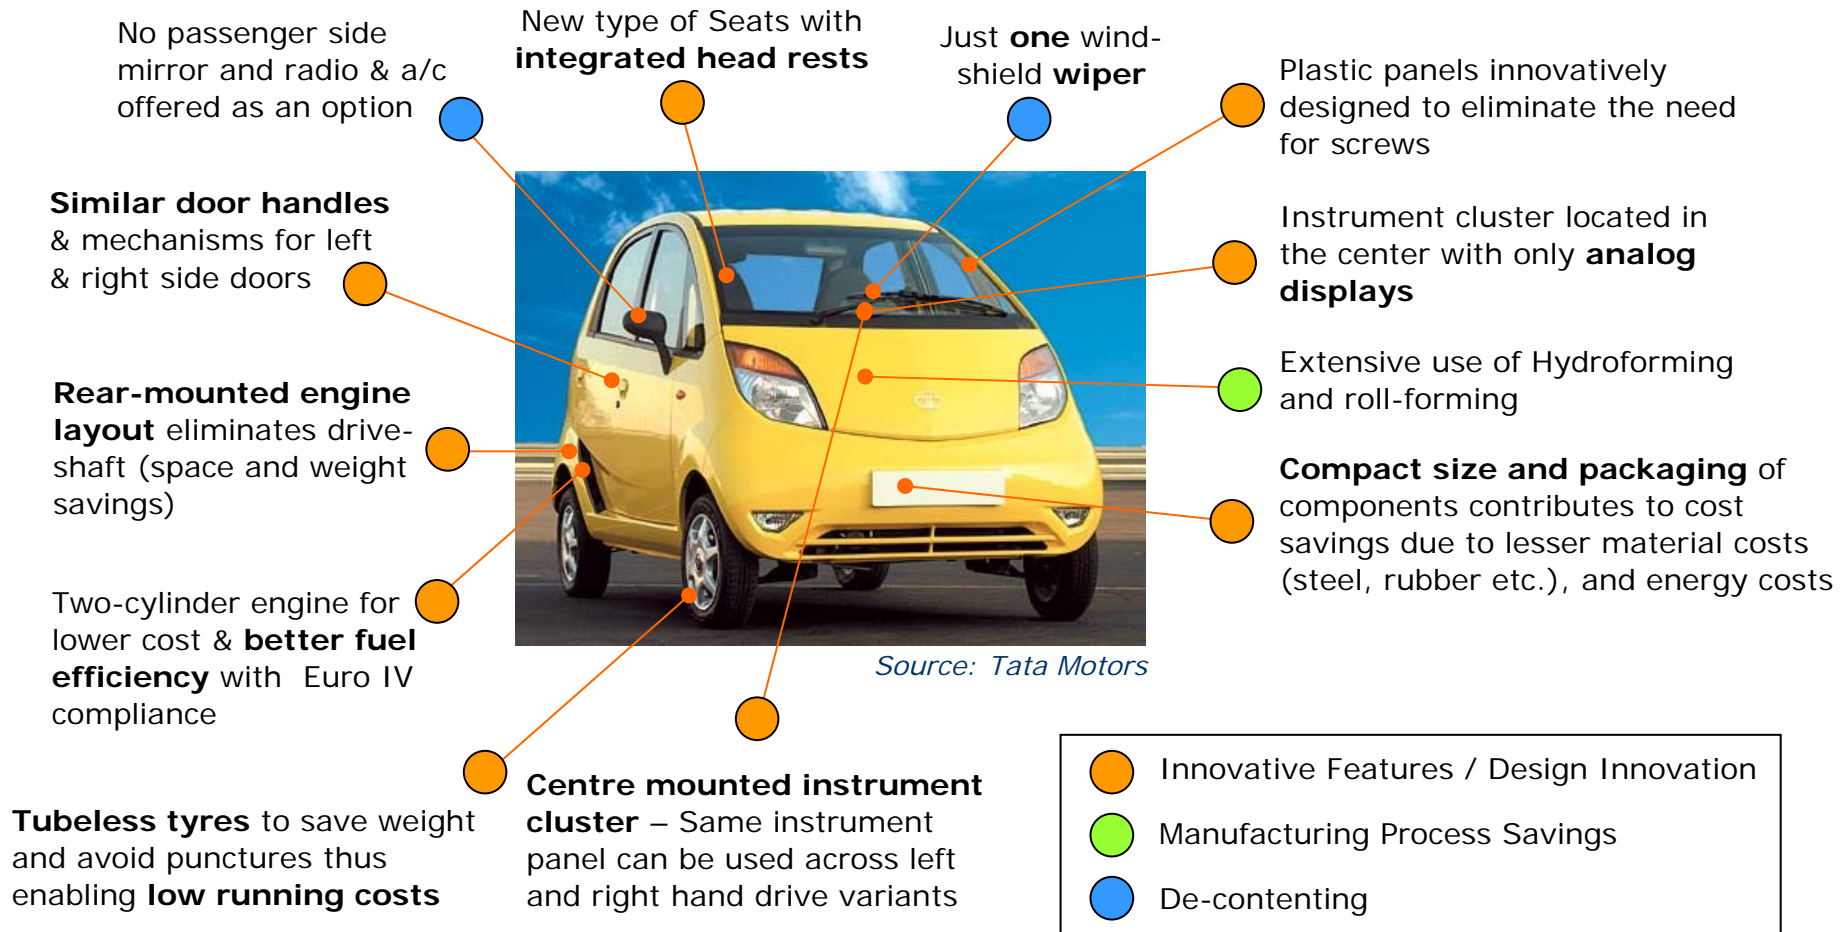 No passenger side
mirror and radio & a/c
offered as an option
New type of Seats with
integrated head rests
Just one wind-
shield wiper
Plastic panels innovatively
designed to eliminate the need
for screws
Similar door handles
& mechanisms for left
& right side doors
Instrument cluster located in
the center with only analog
displays
Rear-mounted engine
layout eliminates drive-
shaft (space and weight
savings)
Extensive use of Hydroforming
and roll-forming
Compact size and packaging of
components contributes to cost
savings due to lesser material costs
(steel, rubber etc.), and energy costs
Two-cylinder engine for
lower cost & better fuel
efficiency with Euro IV
compliance
Source: Tata Motors
Tubeless tyres to save weight
and avoid punctures thus
enabling low running costs
Centre mounted instrument
cluster – Same instrument
panel can be used across left
and right hand drive variants
Innovative Features / Design Innovation
Manufacturing Process Savings
De-contenting